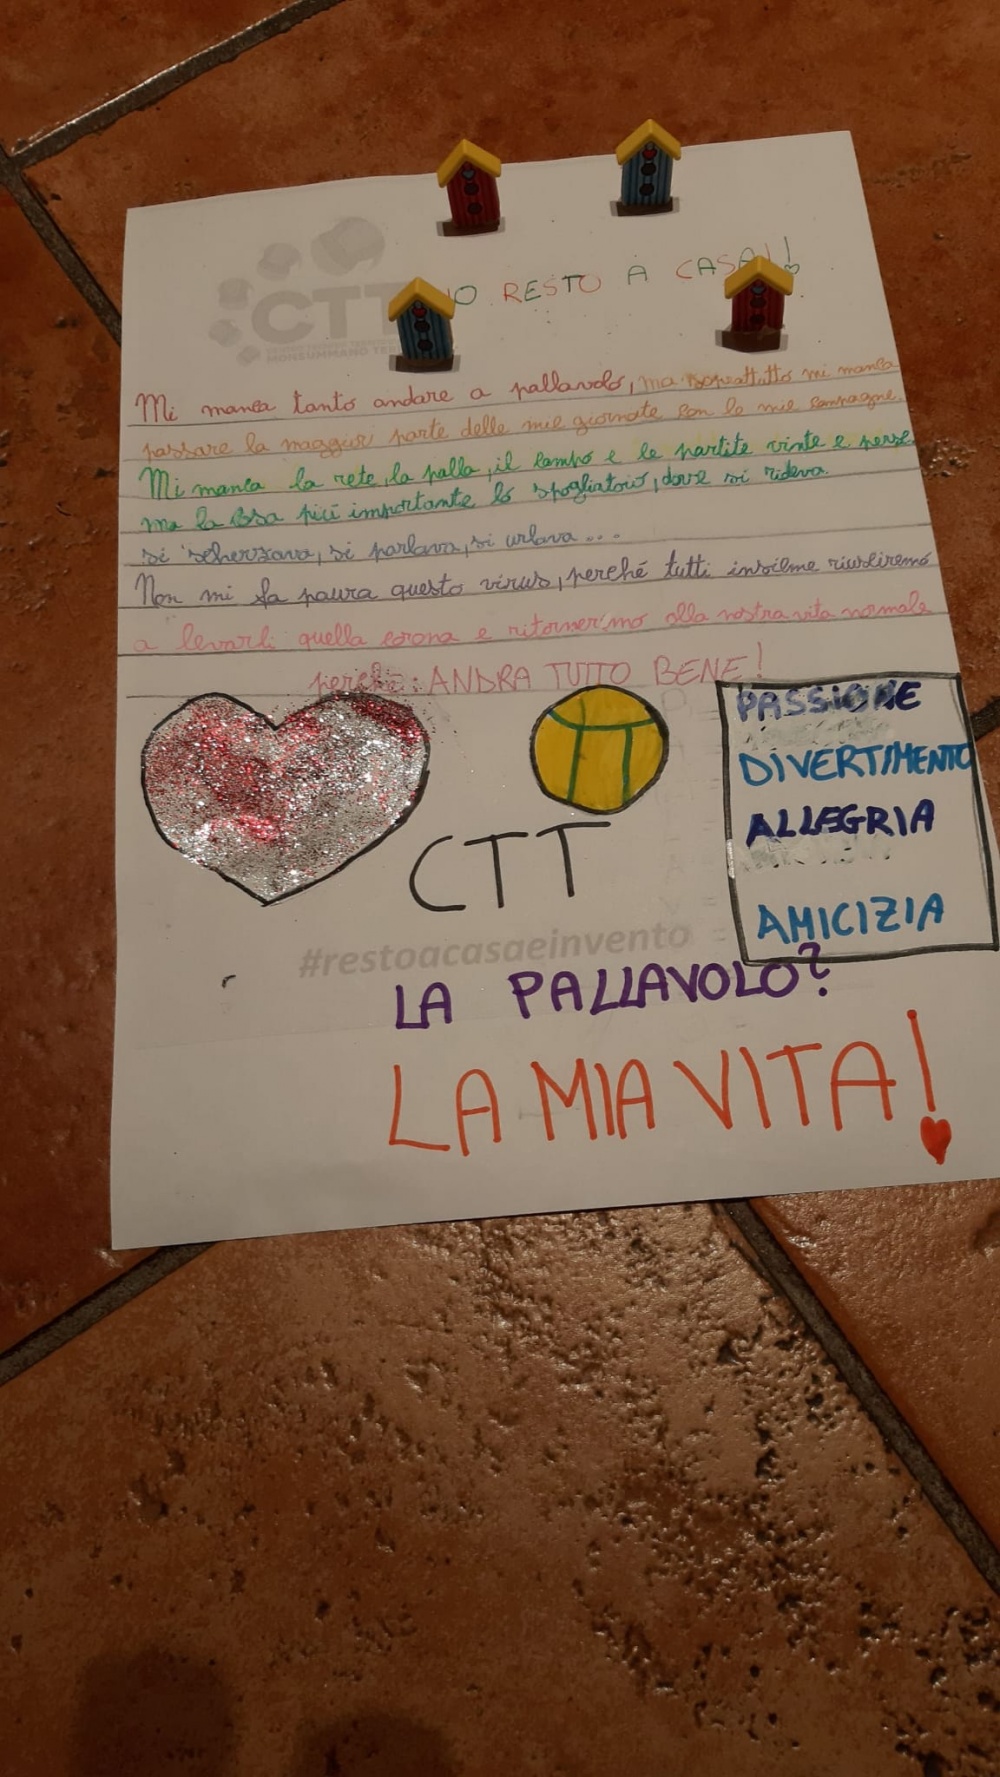 CTT
MONSUMMANO
IO RESTO A CASA!!
Mi manca tanto andare a pallavolo, ma soprattutto mi manca
passare la maggior parte delle mie giornate con le mie compagne.
Mi manca la rete, la palla, il campo e le partite vinte e perse
ma la cosa più importante lo spogliatoio, dove si rideva.
si scherzava, si parlava, si urlava...
Non mi fa paura questo virus, perché tutti insieme riusciremo
a levarli quella corona e ritorneremo alla nostra vita normale
perché: ANDRA TUTTO BENE!
PASSIONE
DIVERTIMENTO
ALLEGRIA
AMICIZIA
CTT
#restoacasaeinvento
LA PALLAVOLO?
LA MIA VITA!